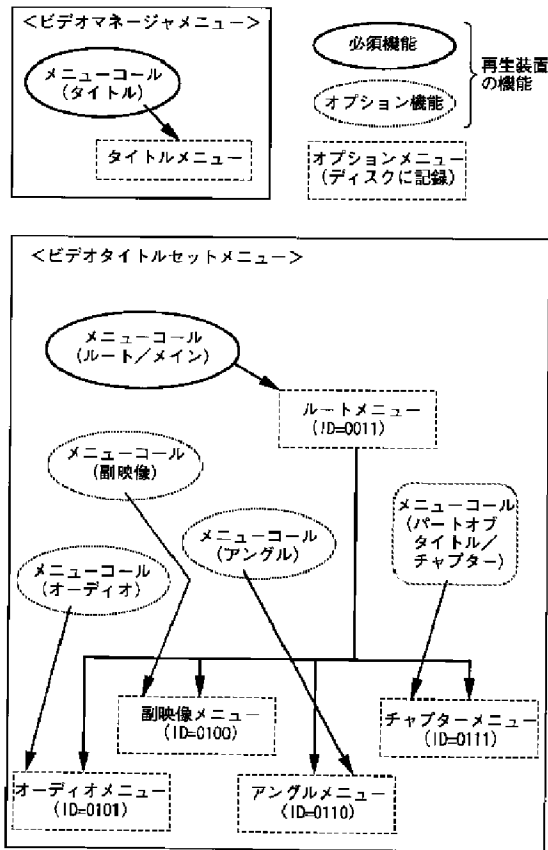 <ビデオマネージャメニュー>
メニューコール
(タイトル)
タイトルメニュー
必須機能
オプション機能
再生装置
の機能
オプションメニュー
(ディスクに記録)
<ビデオタイトルセットメニュー>
メニューコール
(ルート/メイン)
ルートメニュー
(ID=0011)
メニューコール
(副映像)
メニューコール
(アングル)
メニューコール
(パートオブ
タイトル/
チャプター)
メニューコール
(オーディオ)
副映像メニュー
(ID=0100)
チャプターメニュー
(ID=0111)
オーディオメニュー
(ID=0101)
アングルメニュー
(ID=0110)